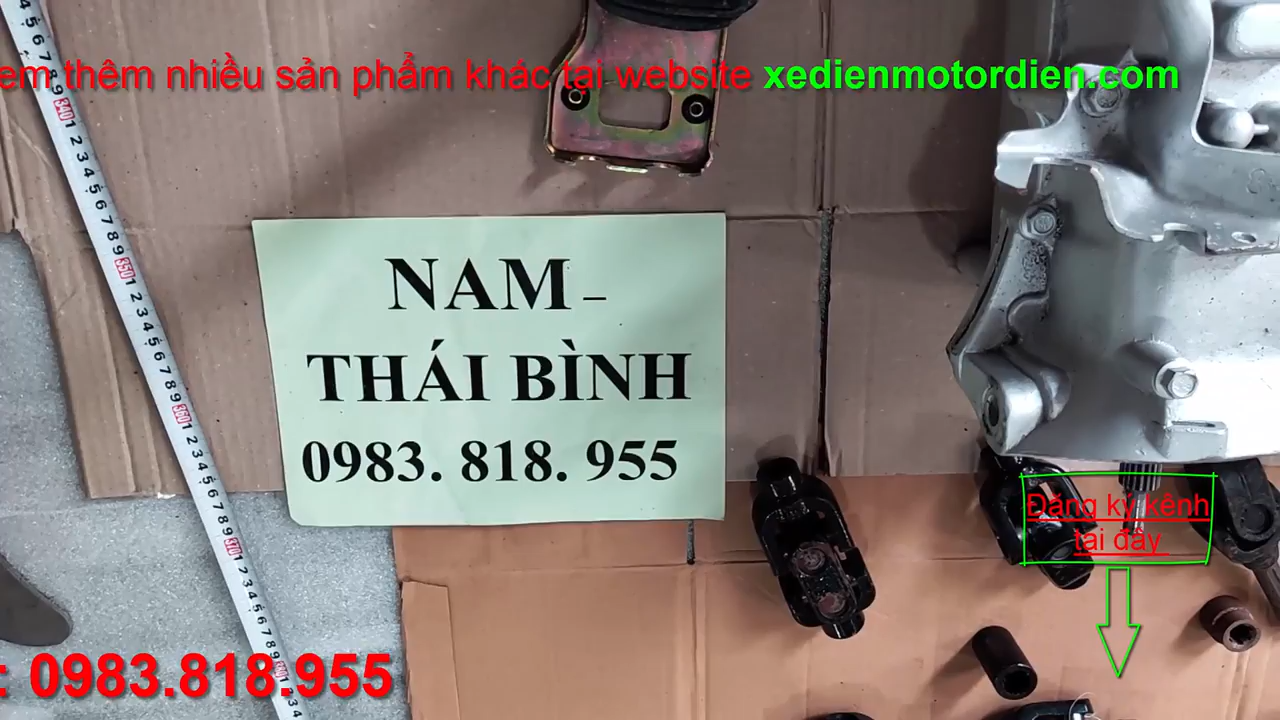 em thêm nhiều sản phẩm khác tại website xedienmotordien.com
NAM –
THÁI BÌNH
0983. 818. 955
Đăng ký kênh
tại đây
: 0983.818.955